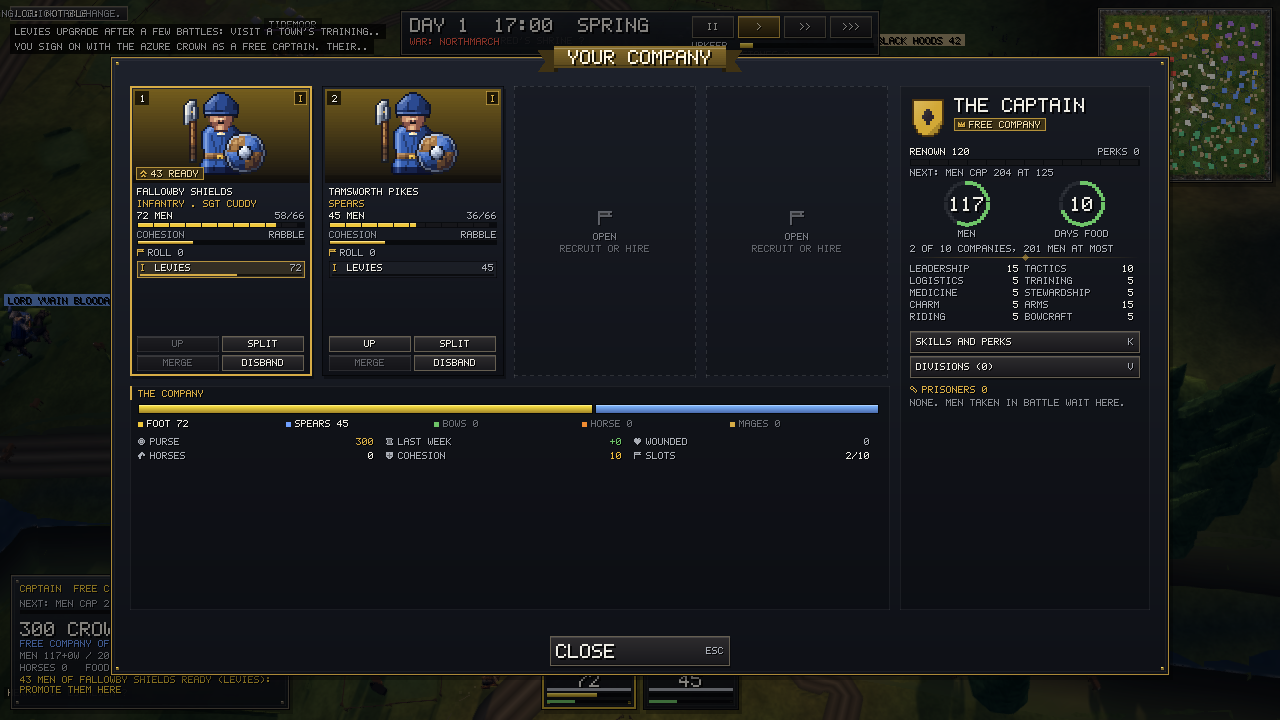 LOG: NOTABLE CHANGE.
LEVIES UPGRADE AFTER A FEW BATTLES: VISIT A TOWN'S TRAINING..
YOU SIGN ON WITH THE AZURE CROWN AS A FREE CAPTAIN. THEIR..
DAY 1 17:00 SPRING
WAR: NORTHMARCH
II > >> >>>
BLACK HOODS 42
YOUR COMPANY
1 I
43 READY
FALLOWBY SHIELDS
INFANTRY . SGT CUDDY
72 MEN 58/66
COHESION RABBLE
ROLL 0
I LEVIES 72
UP SPLIT
MERGE DISBAND
2 I
TAMSWORTH PIKES
SPEARS
45 MEN 36/66
COHESION RABBLE
ROLL 0
I LEVIES 45
UP SPLIT
MERGE DISBAND
OPEN
RECRUIT OR HIRE
OPEN
RECRUIT OR HIRE
THE CAPTAIN
FREE COMPANY
RENOWN 120 PERKS 0
NEXT: MEN CAP 204 AT 125
117 10
MEN DAYS FOOD
2 OF 10 COMPANIES, 201 MEN AT MOST
LEADERSHIP 15 TACTICS 10
LOGISTICS 5 TRAINING 5
MEDICINE 5 STEWARDSHIP 5
CHARM 5 ARMS 15
RIDING 5 BOWCRAFT 5
SKILLS AND PERKS K
DIVISIONS (0) V
PRISONERS 0
NONE. MEN TAKEN IN BATTLE WAIT HERE.
THE COMPANY
FOOT 72 SPEARS 45 BOWS 0 HORSE 0 MAGES 0
PURSE 300 LAST WEEK +0 WOUNDED 0
HORSES 0 COHESION 10 SLOTS 2/10
CLOSE ESC
LORD YVAIN BLOODA
CAPTAIN FREE C
NEXT: MEN CAP 2
300 CROW
FREE COMPANY OF
MEN 117+0W / 20
HORSES 0 FOOD
43 MEN OF FALLOWBY SHIELDS READY (LEVIES):
PROMOTE THEM HERE
72 45